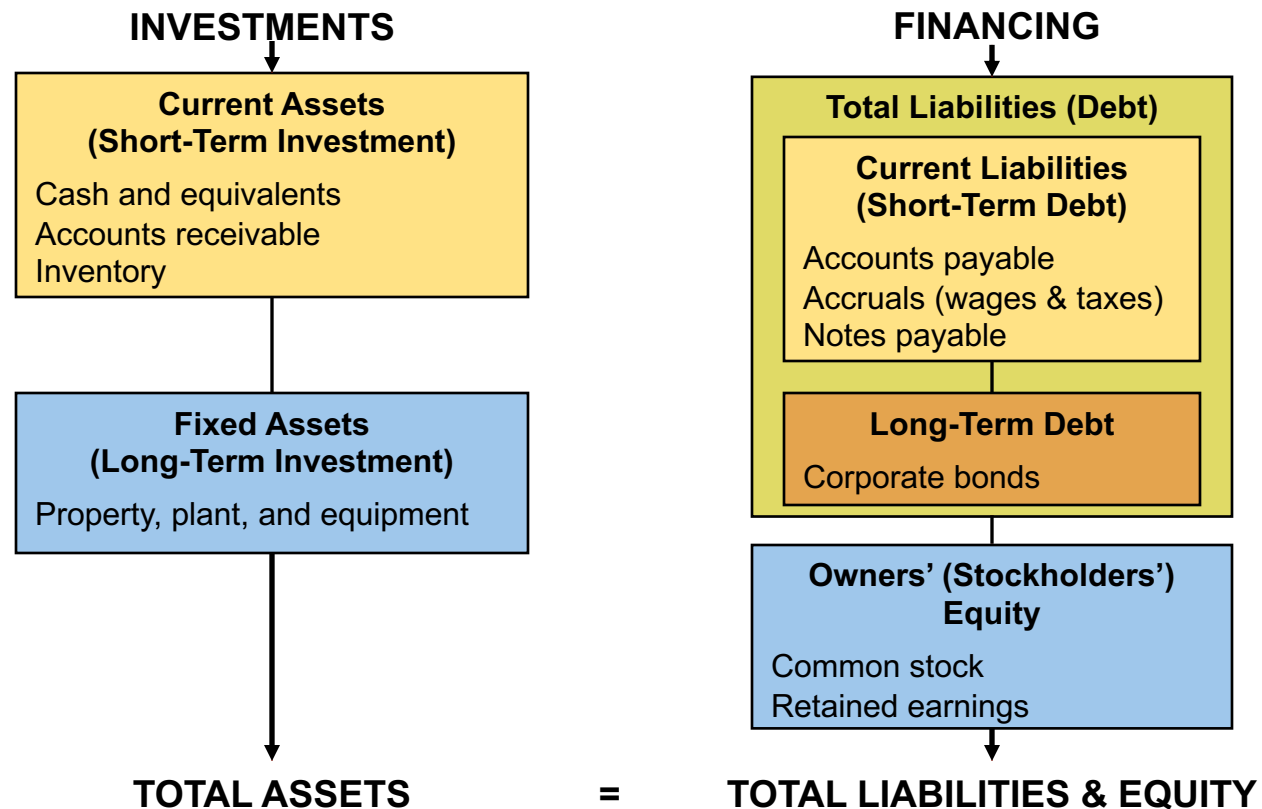 INVESTMENTS
Current Assets
(Short-Term Investment)
Cash and equivalents
Accounts receivable
Inventory
Fixed Assets
(Long-Term Investment)
Property, plant, and equipment
TOTAL ASSETS
=
FINANCING
Total Liabilities (Debt)
Current Liabilities
(Short-Term Debt)
Accounts payable
Accruals (wages & taxes)
Notes payable
Long-Term Debt
Corporate bonds
Owners’ (Stockholders’)
Equity
Common stock
Retained earnings
TOTAL LIABILITIES & EQUITY